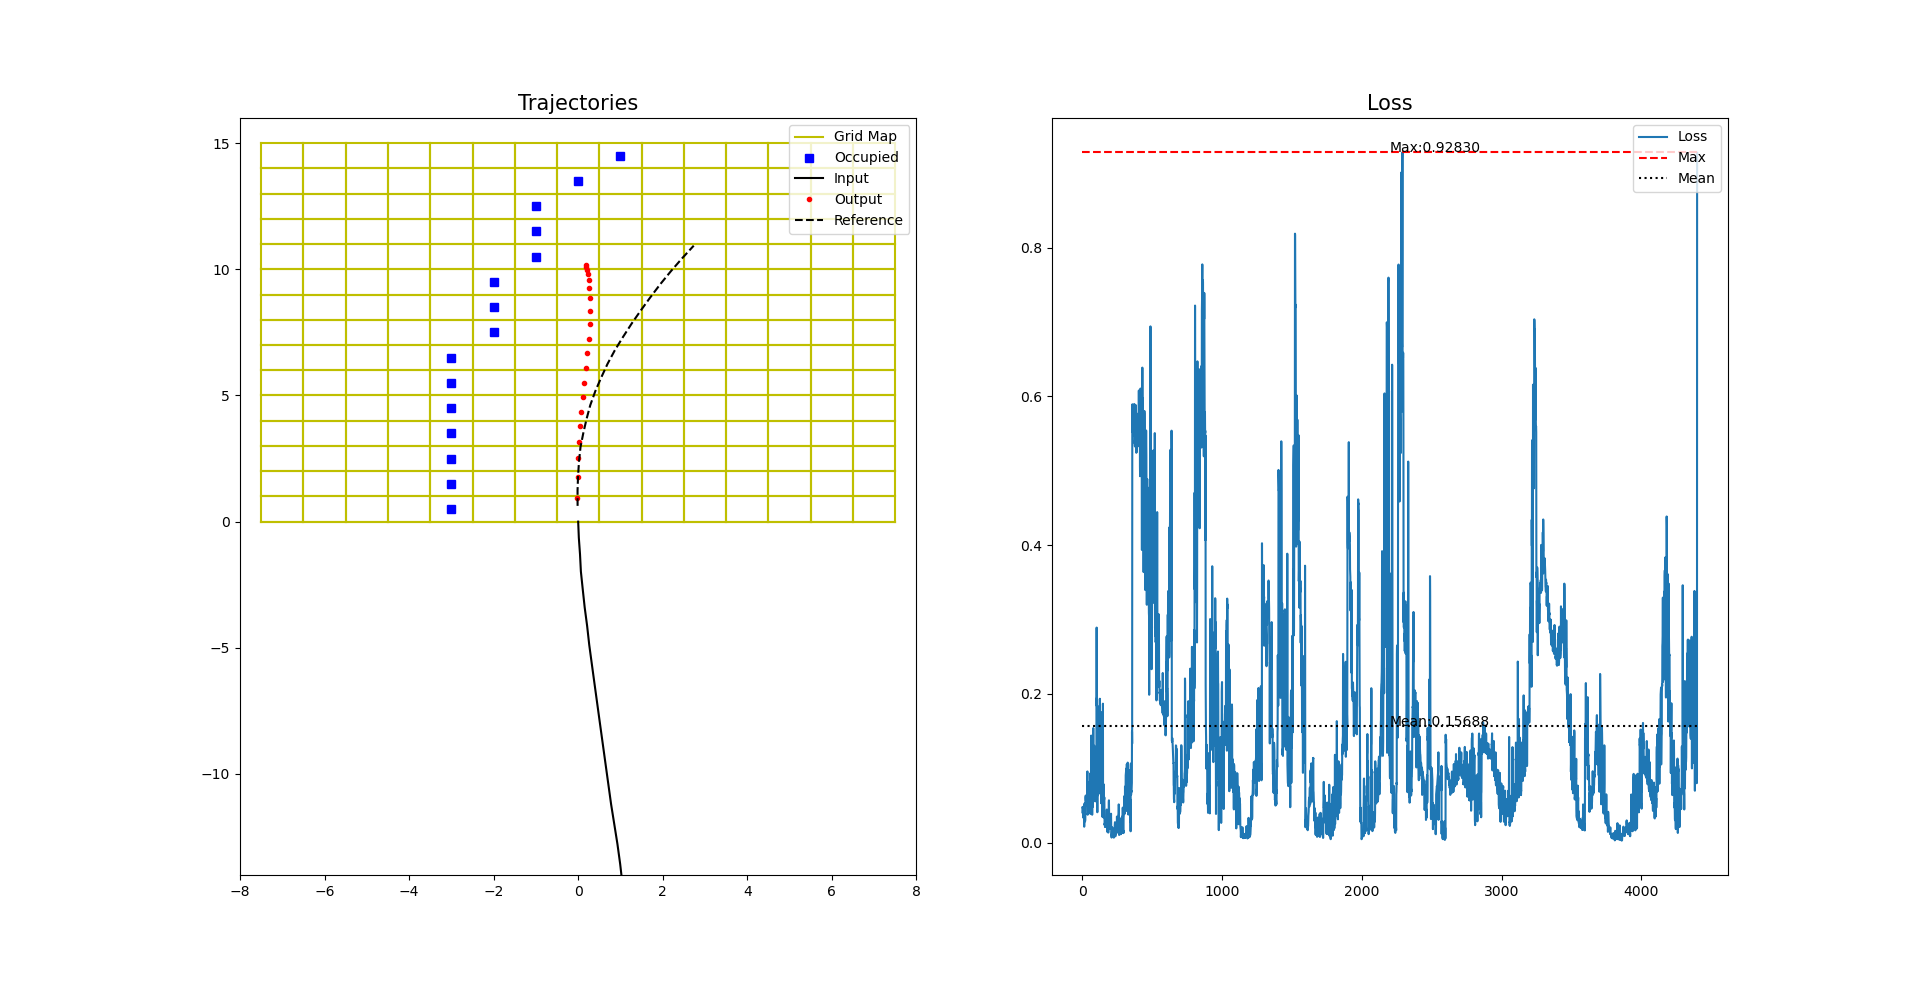 Trajectories
Grid Map
Occupied
Input
Output
Reference
15
10
5
0
−5
−10
−8
−6
−4
−2
0
2
4
6
8
Loss
Loss
Max
Mean
Max:0.92830
Mean:0.15688
0.8
0.6
0.4
0.2
0.0
0
1000
2000
3000
4000